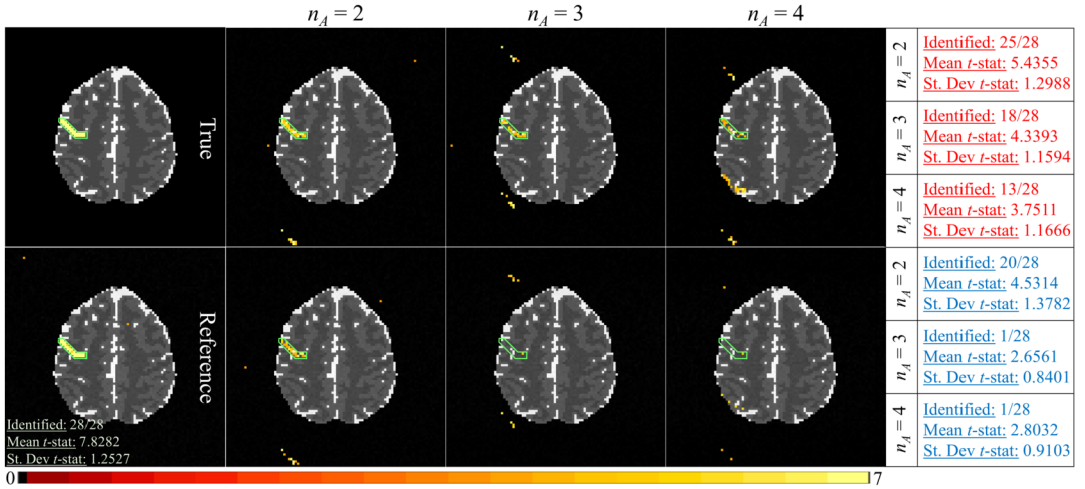 n_A = 2
n_A = 3
n_A = 4
True
n_A = 2
Identified: 25/28
Mean t-stat: 5.4355
St. Dev t-stat: 1.2988
n_A = 3
Identified: 18/28
Mean t-stat: 4.3393
St. Dev t-stat: 1.1594
n_A = 4
Identified: 13/28
Mean t-stat: 3.7511
St. Dev t-stat: 1.1666
Reference
Identified: 28/28
Mean t-stat: 7.8282
St. Dev t-stat: 1.2527
n_A = 2
Identified: 20/28
Mean t-stat: 4.5314
St. Dev t-stat: 1.3782
n_A = 3
Identified: 1/28
Mean t-stat: 2.6561
St. Dev t-stat: 0.8401
n_A = 4
Identified: 1/28
Mean t-stat: 2.8032
St. Dev t-stat: 0.9103
0
7